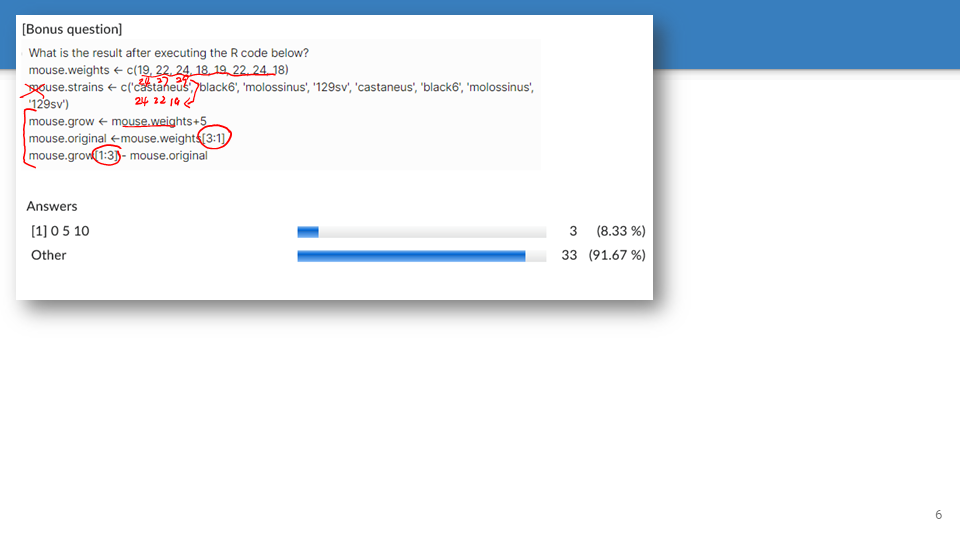 [Bonus question]
What is the result after executing the R code below?
mouse.weights ← c(19, 22, 24, 18, 19, 22, 24, 18)
24 27 29
mouse.strains ← c('castaneus', 'black6', 'molossinus', '129sv', 'castaneus', 'black6', 'molossinus',
24 22 19
'129sv')
mouse.grow ← mouse.weights+5
mouse.original ←mouse.weights[3:1]
mouse.grow[1:3] - mouse.original
Answers
[1] 0 5 10 3 (8.33 %)
Other 33 (91.67 %)
6